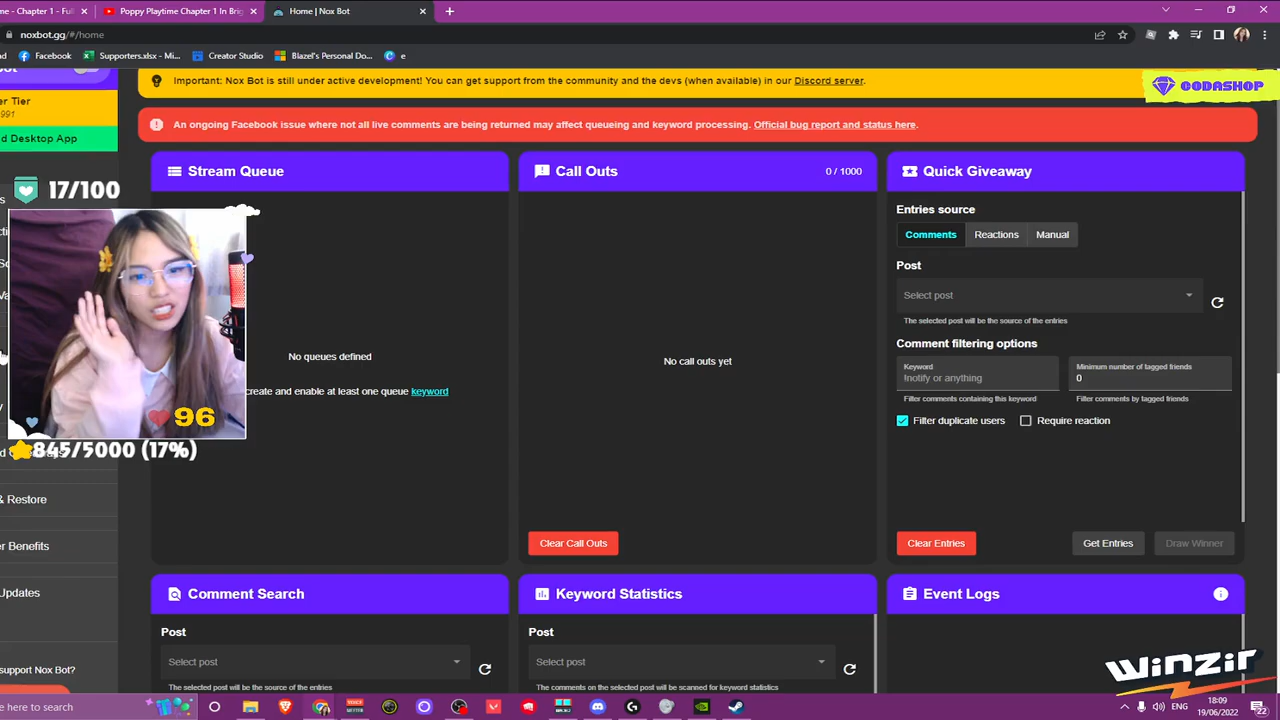 me - Chapter 1 - Full
Poppy Playtime Chapter 1 In Brig
Home | Nox Bot
noxbot.gg/#/home
Facebook
Supporters.xlsx - Mi...
Creator Studio
Blazel's Personal Do...
e
Important: Nox Bot is still under active development! You can get support from the community and the devs (when available) in our Discord server.
CODASHOP
er Tier
991
An ongoing Facebook issue where not all live comments are being returned may affect queueing and keyword processing. Official bug report and status here.
d Desktop App
17/100
Stream Queue
Call Outs
0 / 1000
Quick Giveaway
Entries source
Comments
Reactions
Manual
Post
Select post
The selected post will be the source of the entries
Comment filtering options
No queues defined
No call outs yet
create and enable at least one queue keyword
Keyword
!notify or anything
Minimum number of tagged friends
0
Filter comments containing this keyword
Filter comments by tagged friends
Filter duplicate users
Require reaction
96
845/5000 (17%)
& Restore
er Benefits
Updates
support Nox Bot?
Clear Call Outs
Clear Entries
Get Entries
Draw Winner
Comment Search
Keyword Statistics
Event Logs
Post
Select post
The selected post will be the source of the entries
Post
Select post
The comments on the selected post will be scanned for keyword statistics
winzir
ere to search
ENG
18:09
19/06/2022
22